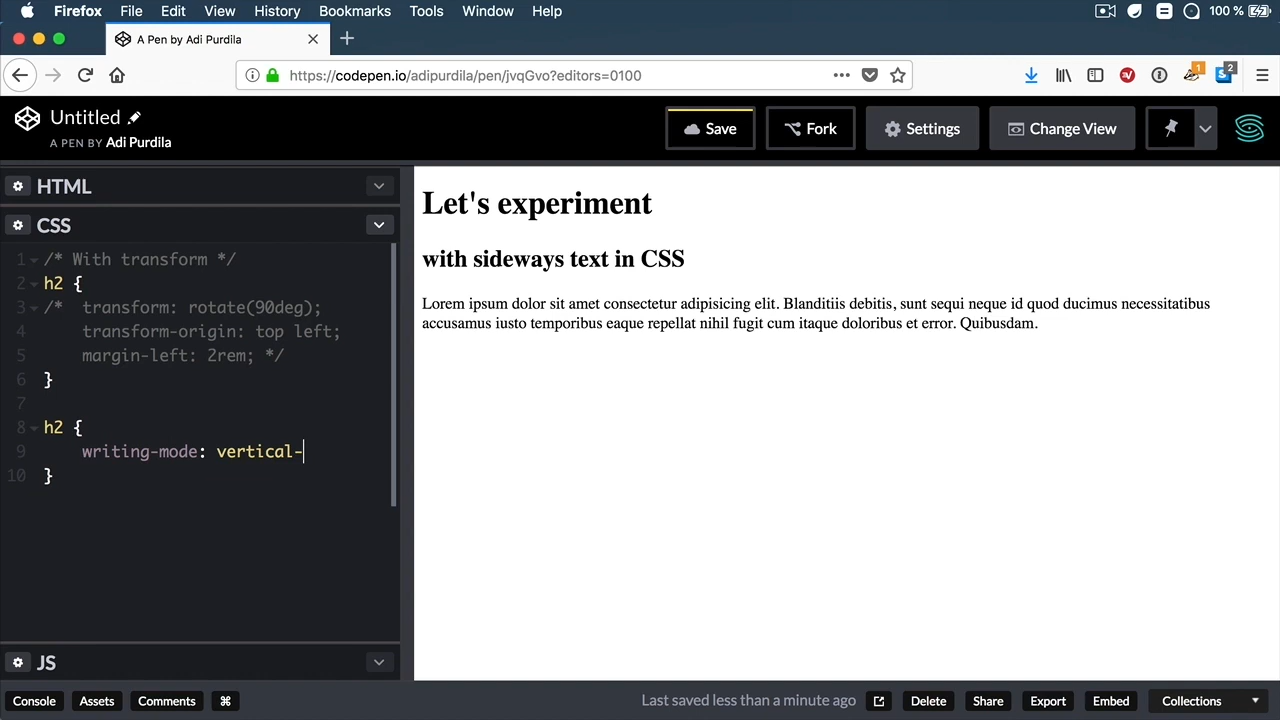 Firefox File Edit View History Bookmarks Tools Window Help 100 %
A Pen by Adi Purdila
https://codepen.io/adipurdila/pen/jvqGvo?editors=0100
1
2
Untitled
A PEN BY Adi Purdila
Save
Fork
Settings
Change View
HTML
CSS
1 /* With transform */
2 h2 {
3 /* transform: rotate(90deg);
4 transform-origin: top left;
5 margin-left: 2rem; */
6 }
7
8 h2 {
9 writing-mode: vertical-
10 }
JS
Let's experiment
with sideways text in CSS
Lorem ipsum dolor sit amet consectetur adipisicing elit. Blanditiis debitis, sunt sequi neque id quod ducimus necessitatibus
accusamus iusto temporibus eaque repellat nihil fugit cum itaque doloribus et error. Quibusdam.
Console Assets Comments ⌘ Last saved less than a minute ago Delete Share Export Embed Collections